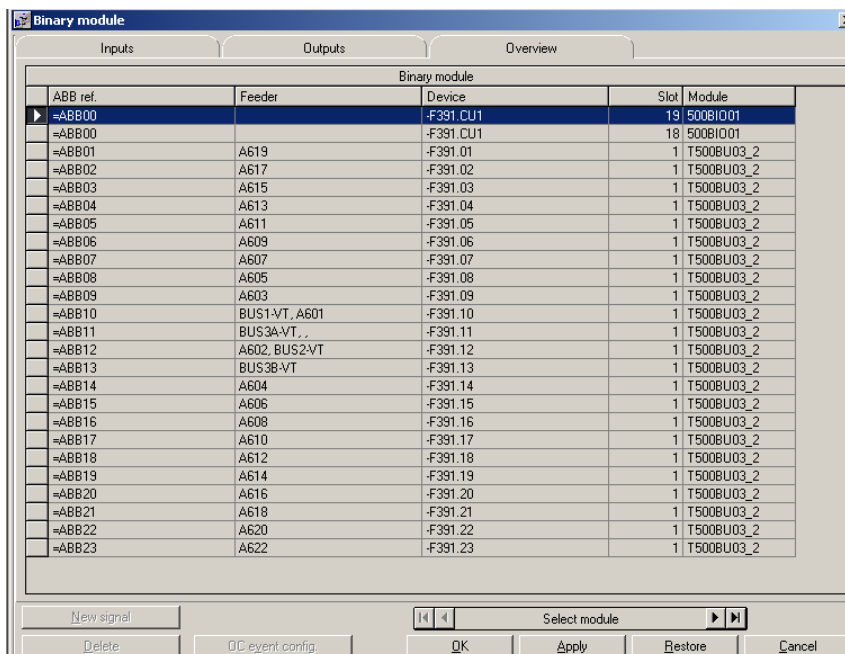 Binary module
Inputs Outputs Overview
Binary module
ABB ref. Feeder Device Slot Module
=ABB00 -F391.CU1 19 500BIO01
=ABB00 -F391.CU1 18 500BIO01
=ABB01 A619 -F391.01 1 T500BU03_2
=ABB02 A617 -F391.02 1 T500BU03_2
=ABB03 A615 -F391.03 1 T500BU03_2
=ABB04 A613 -F391.04 1 T500BU03_2
=ABB05 A611 -F391.05 1 T500BU03_2
=ABB06 A609 -F391.06 1 T500BU03_2
=ABB07 A607 -F391.07 1 T500BU03_2
=ABB08 A605 -F391.08 1 T500BU03_2
=ABB09 A603 -F391.09 1 T500BU03_2
=ABB10 BUS1-VT, A601 -F391.10 1 T500BU03_2
=ABB11 BUS3A-VT, , -F391.11 1 T500BU03_2
=ABB12 A602, BUS2-VT -F391.12 1 T500BU03_2
=ABB13 BUS3B-VT -F391.13 1 T500BU03_2
=ABB14 A604 -F391.14 1 T500BU03_2
=ABB15 A606 -F391.15 1 T500BU03_2
=ABB16 A608 -F391.16 1 T500BU03_2
=ABB17 A610 -F391.17 1 T500BU03_2
=ABB18 A612 -F391.18 1 T500BU03_2
=ABB19 A614 -F391.19 1 T500BU03_2
=ABB20 A616 -F391.20 1 T500BU03_2
=ABB21 A618 -F391.21 1 T500BU03_2
=ABB22 A620 -F391.22 1 T500BU03_2
=ABB23 A622 -F391.23 1 T500BU03_2
New signal Select module
Delete OC event config. OK Apply Restore Cancel